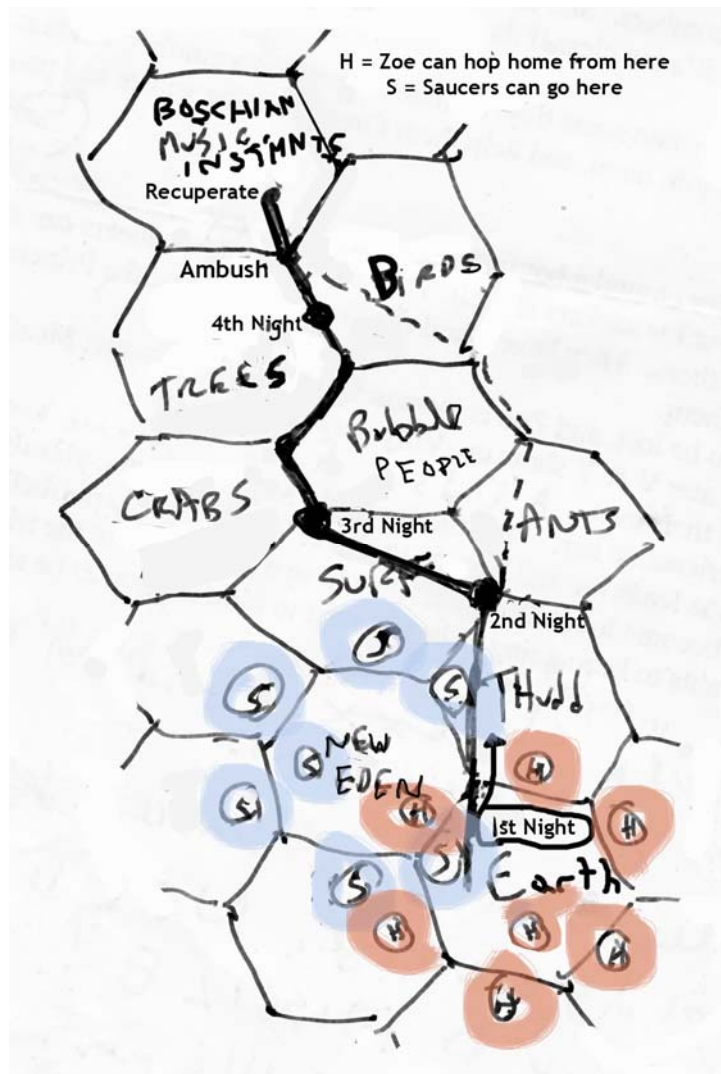 H = Zoe can hop home from here
S = Saucers can go here
BOSCHIAN
MUSIC
INSTMNTS
Recuperate
Ambush
BiRDS
4th Night
TREES
Bubble
PEOPLE
CRABS
3rd Night
ANTS
SURF
2nd Night
S
S
S
THudd
S
NEW
EDEN
H
S
H
1st Night
H
S
Earth
S
H
H
H
H